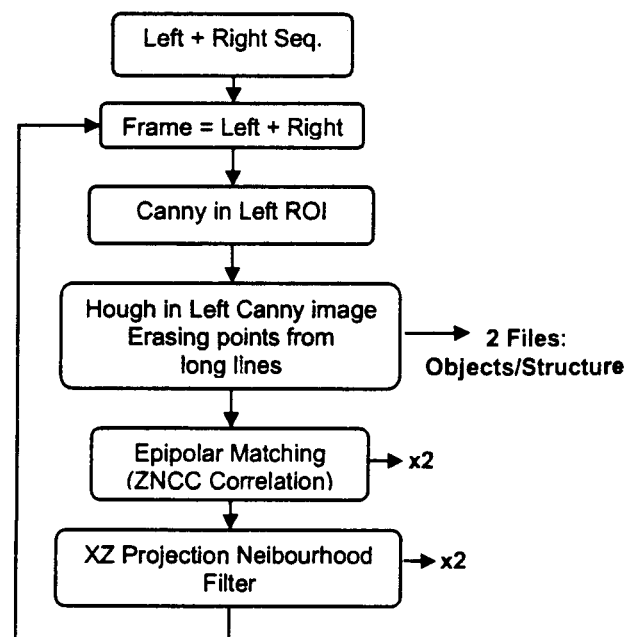 Left + Right Seq.
Frame = Left + Right
Canny in Left ROI
Hough in Left Canny image
Erasing points from
long lines
2 Files:
Objects/Structure
Epipolar Matching
(ZNCC Correlation)
x2
XZ Projection Neibourhood
Filter
x2